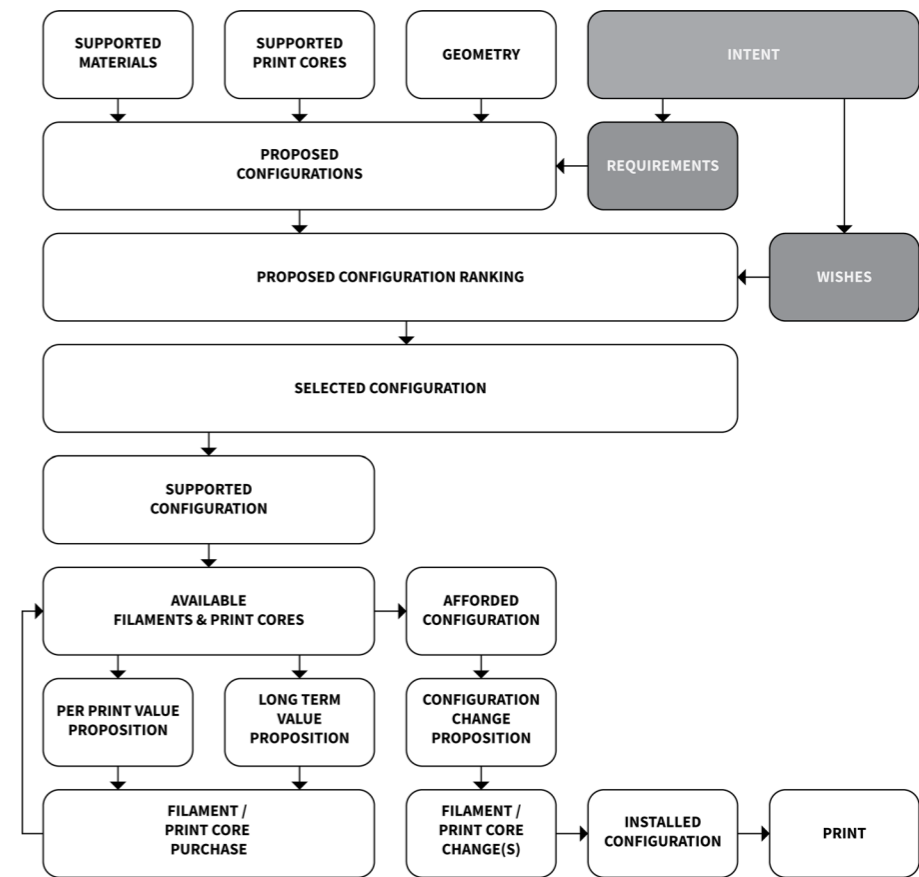 SUPPORTED
MATERIALS
SUPPORTED
PRINT CORES
GEOMETRY
INTENT
PROPOSED
CONFIGURATIONS
REQUIREMENTS
PROPOSED CONFIGURATION RANKING
WISHES
SELECTED CONFIGURATION
SUPPORTED
CONFIGURATION
AVAILABLE
FILAMENTS & PRINT CORES
AFFORDED
CONFIGURATION
PER PRINT VALUE
PROPOSITION
LONG TERM
VALUE
PROPOSITION
CONFIGURATION
CHANGE
PROPOSITION
FILAMENT /
PRINT CORE
PURCHASE
FILAMENT /
PRINT CORE
CHANGE(S)
INSTALLED
CONFIGURATION
PRINT